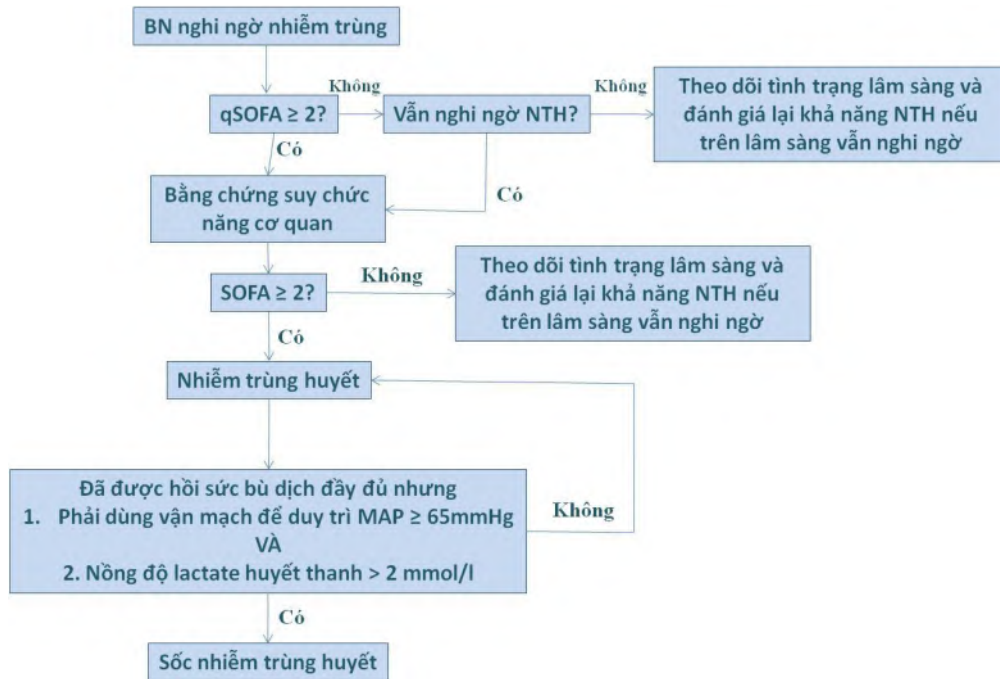 BN nghi ngờ nhiễm trùng
qSOFA ≥ 2?
Không
Vẫn nghi ngờ NTH?
Không
Theo dõi tình trạng lâm sàng và
đánh giá lại khả năng NTH nếu
trên lâm sàng vẫn nghi ngờ
Có
Có
Bằng chứng suy chức
năng cơ quan
SOFA ≥ 2?
Không
Theo dõi tình trạng lâm sàng và
đánh giá lại khả năng NTH nếu
trên lâm sàng vẫn nghi ngờ
Có
Nhiễm trùng huyết
Đã được hồi sức bù dịch đầy đủ nhưng
1. Phải dùng vận mạch để duy trì MAP ≥ 65mmHg
VÀ
2. Nồng độ lactate huyết thanh > 2 mmol/l
Không
Có
Sốc nhiễm trùng huyết